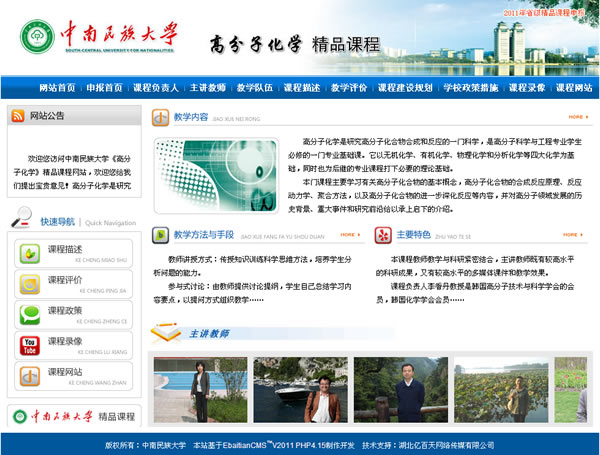 2011年省级精品课程申报
中南民族大学
SOUTH-CENTRAL UNIVERSITY FOR NATIONALITIES
高分子化学 精品课程
网站首页 | 申报首页 | 课程负责人 | 主讲教师 | 教学队伍 | 课程描述 | 教学评价 | 课程建设规划 | 学校政策措施 | 课程录像 | 课程网站
网站公告
欢迎您访问中南民族大学《高分
子化学》精品课程网站,欢迎您给我
们提出宝贵意见!高分子化学是研究
快速导航 | Quick Navigation
课程描述
KE CHENG MIAO SHU
课程评价
KE CHENG PING JIA
课程政策
KE CHENG ZHENG CE
You Tube
课程录像
KE CHENG LU XIANG
课程网站
KE CHENG WANG ZHAN
中南民族大学 精品课程
教学内容 JIAO XUE NEI RONG
MORE
高分子化学是研究高分子化合物合成和反应的一门科学,是高分子科学与工程专业学生
必修的一门专业基础课。它以无机化学、有机化学、物理化学和分析化学等四大化学为基
础,同时也为后继的专业课程打下必要的理论基础。
本门课程主要学习有关高分子化合物的基本概念,高分子化合物的合成反应原理、反应
动力学、聚合方法,以及高分子化合物的进一步深化反应等内容,并对高分子领域发展的历
史背景、重大事件和研究前沿给以承上启下的介绍。
教学方法与手段 JIAO XUE FANG FA YU SHOU DUAN
MORE
教师讲授方式:传授知识训练科学思维方法,培养学生分
析问题的能力。
参与式讨论:由教师提供讨论提纲,学生自己总结学习内
容要点,以提问方式组织教学……
主要特色 ZHU YAO TE SE
MORE
本课程教师教学与科研紧密结合,主讲教师既有较高水平
的科研成果,又有较高水平的多媒体课件和教学效果。
课程负责人李香丹教授是韩国高分子技术与科学学会的会
员,韩国化学学会会员……
主讲教师
版权所有:中南民族大学 本站基于EbaitianCMS™V2011 PHP4.15制作开发 技术支持:湖北亿百天网络传媒有限公司